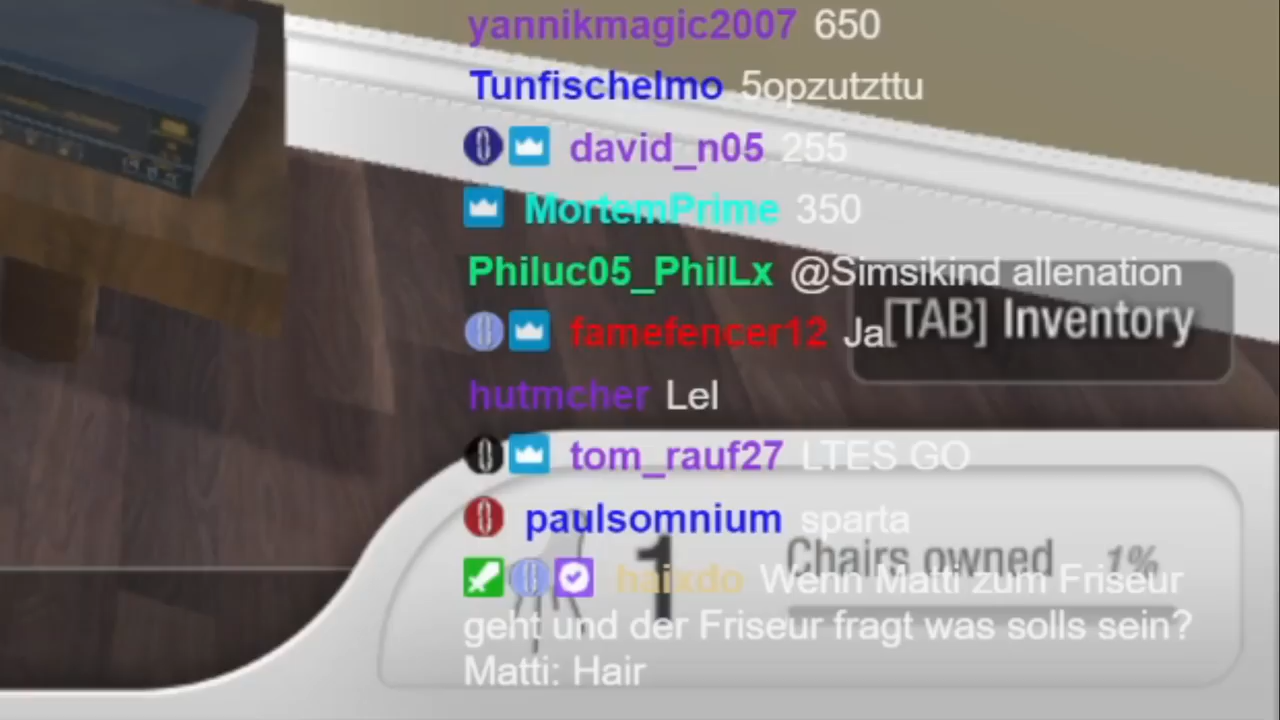 yannikmagic2007 650
Tunfischelmo 5opzutzttu
david_n05 255
MortemPrime 350
Philuc05_PhilLx @Simsikind allenation
famefencer12 Ja
[TAB] Inventory
hutmcher Lel
tom_rauf27 LTES GO
paulsomnium sparta
1 Chairs owned 1%
haixdo Wenn Matti zum Friseur
geht und der Friseur fragt was solls sein?
Matti: Hair